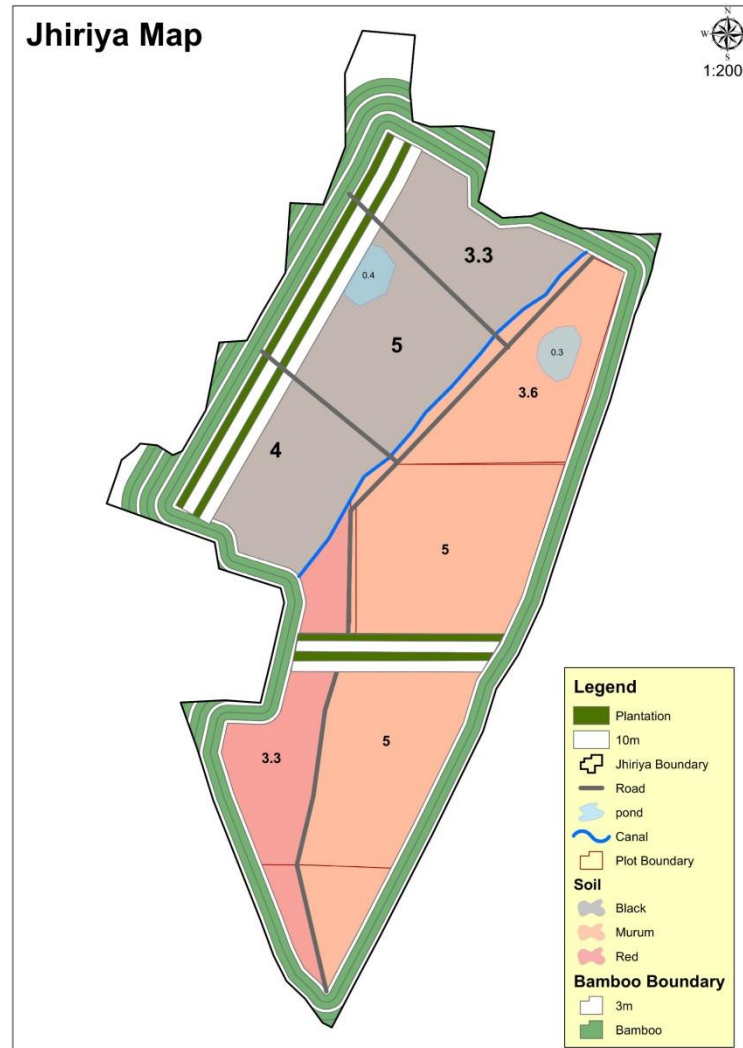 Jhiriya Map
N
W
E
S
1:200
3.3
0.4
5
0.3
3.6
4
5
3.3
5
Legend
Plantation
10m
Jhiriya Boundary
Road
pond
Canal
Plot Boundary
Soil
Black
Murum
Red
Bamboo Boundary
3m
Bamboo